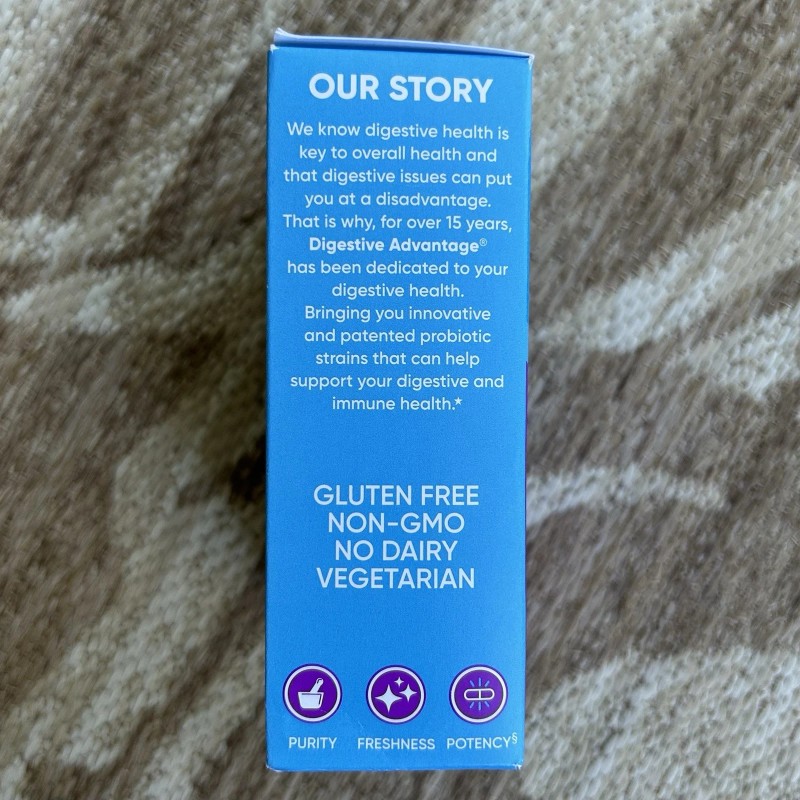 OUR STORY
We know digestive health is
key to overall health and
that digestive issues can put
you at a disadvantage.
That is why, for over 15 years,
Digestive Advantage®
has been dedicated to your
digestive health.
Bringing you innovative
and patented probiotic
strains that can help
support your digestive and
immune health.★
GLUTEN FREE
NON-GMO
NO DAIRY
VEGETARIAN
PURITY FRESHNESS POTENCY§